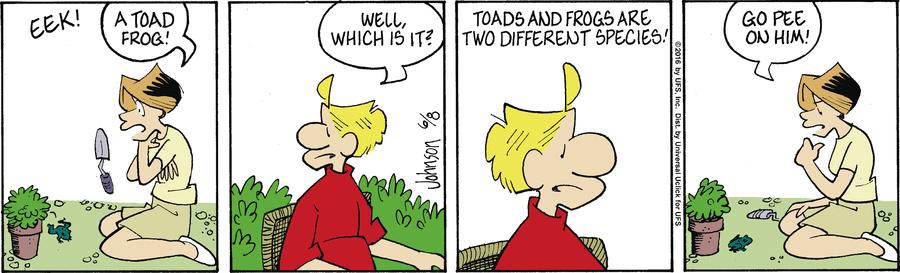 EEK!
A TOAD
FROG!
WELL,
WHICH IS IT?
Johnson 6/8
TOADS AND FROGS ARE
TWO DIFFERENT SPECIES!
©2016 by UFS, Inc. Dist. by Universal Uclick for UFS
GO PEE
ON HIM!